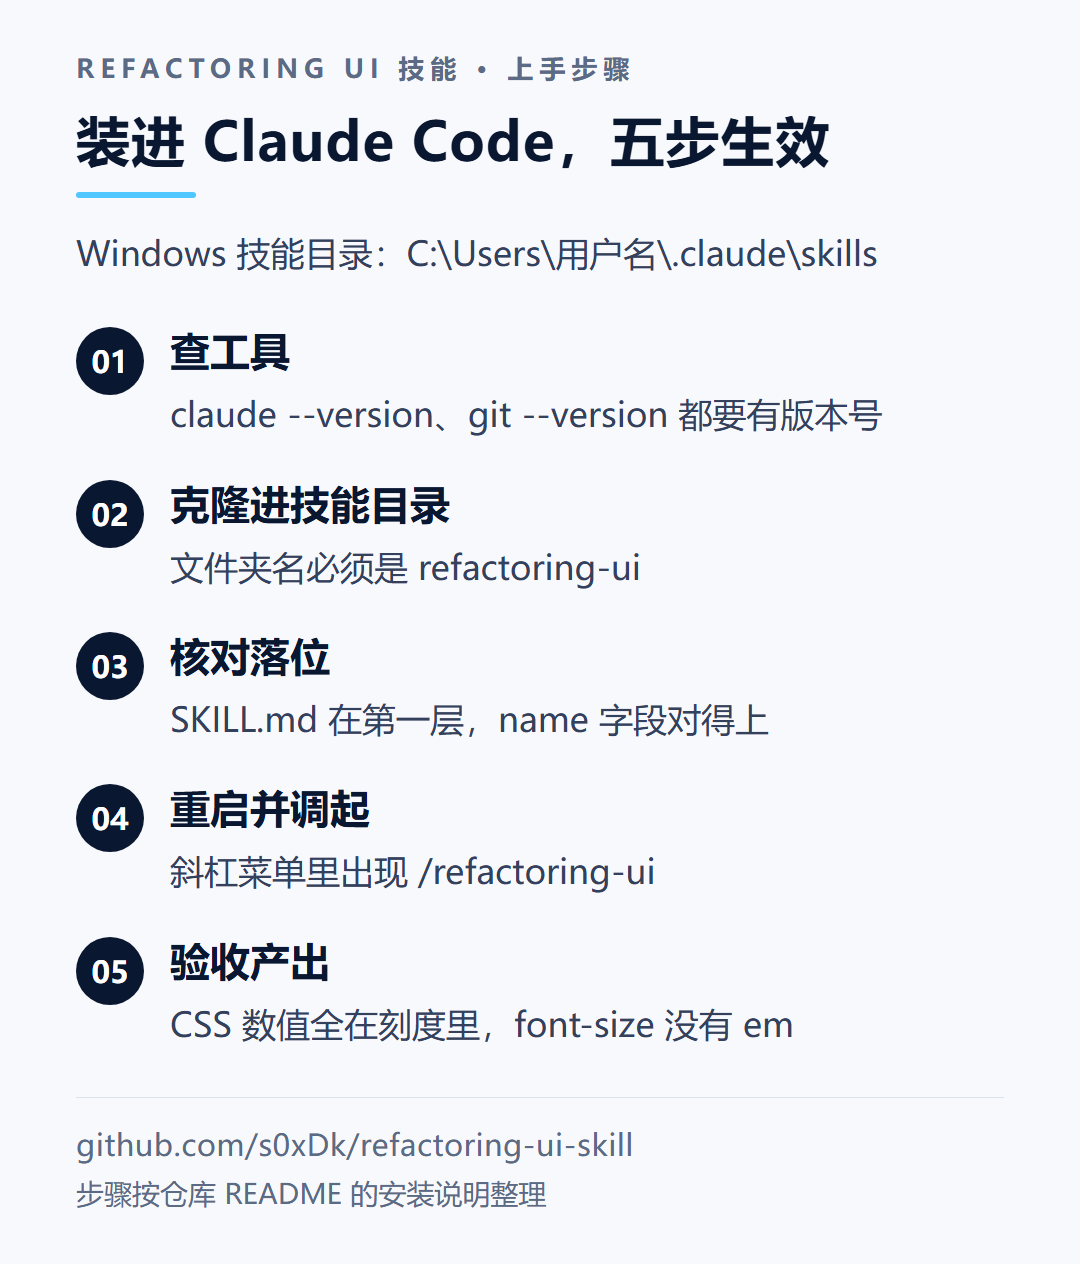 REFACTORING UI 技能 · 上手步骤
装进 Claude Code，五步生效
Windows 技能目录：C:\Users\用户名\.claude\skills
01
查工具
claude --version、git --version 都要有版本号
02
克隆进技能目录
文件夹名必须是 refactoring-ui
03
核对落位
SKILL.md 在第一层，name 字段对得上
04
重启并调起
斜杠菜单里出现 /refactoring-ui
05
验收产出
CSS 数值全在刻度里，font-size 没有 em
github.com/s0xDk/refactoring-ui-skill
步骤按仓库 README 的安装说明整理